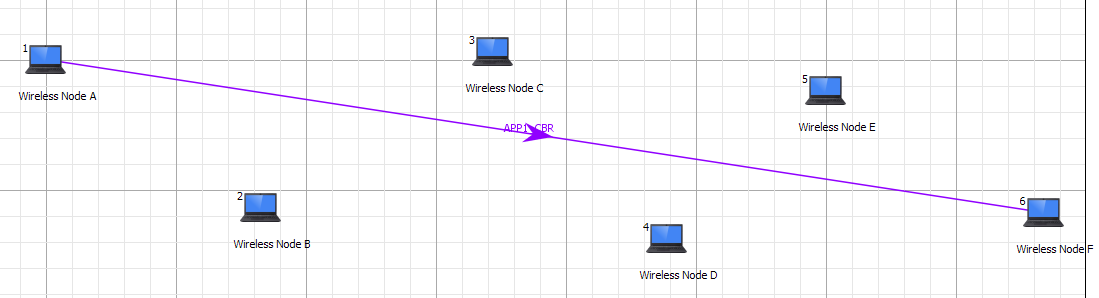 1
Wireless Node A
3
Wireless Node C
5
Wireless Node E
APP1_CBR
2
Wireless Node B
4
Wireless Node D
6
Wireless Node F